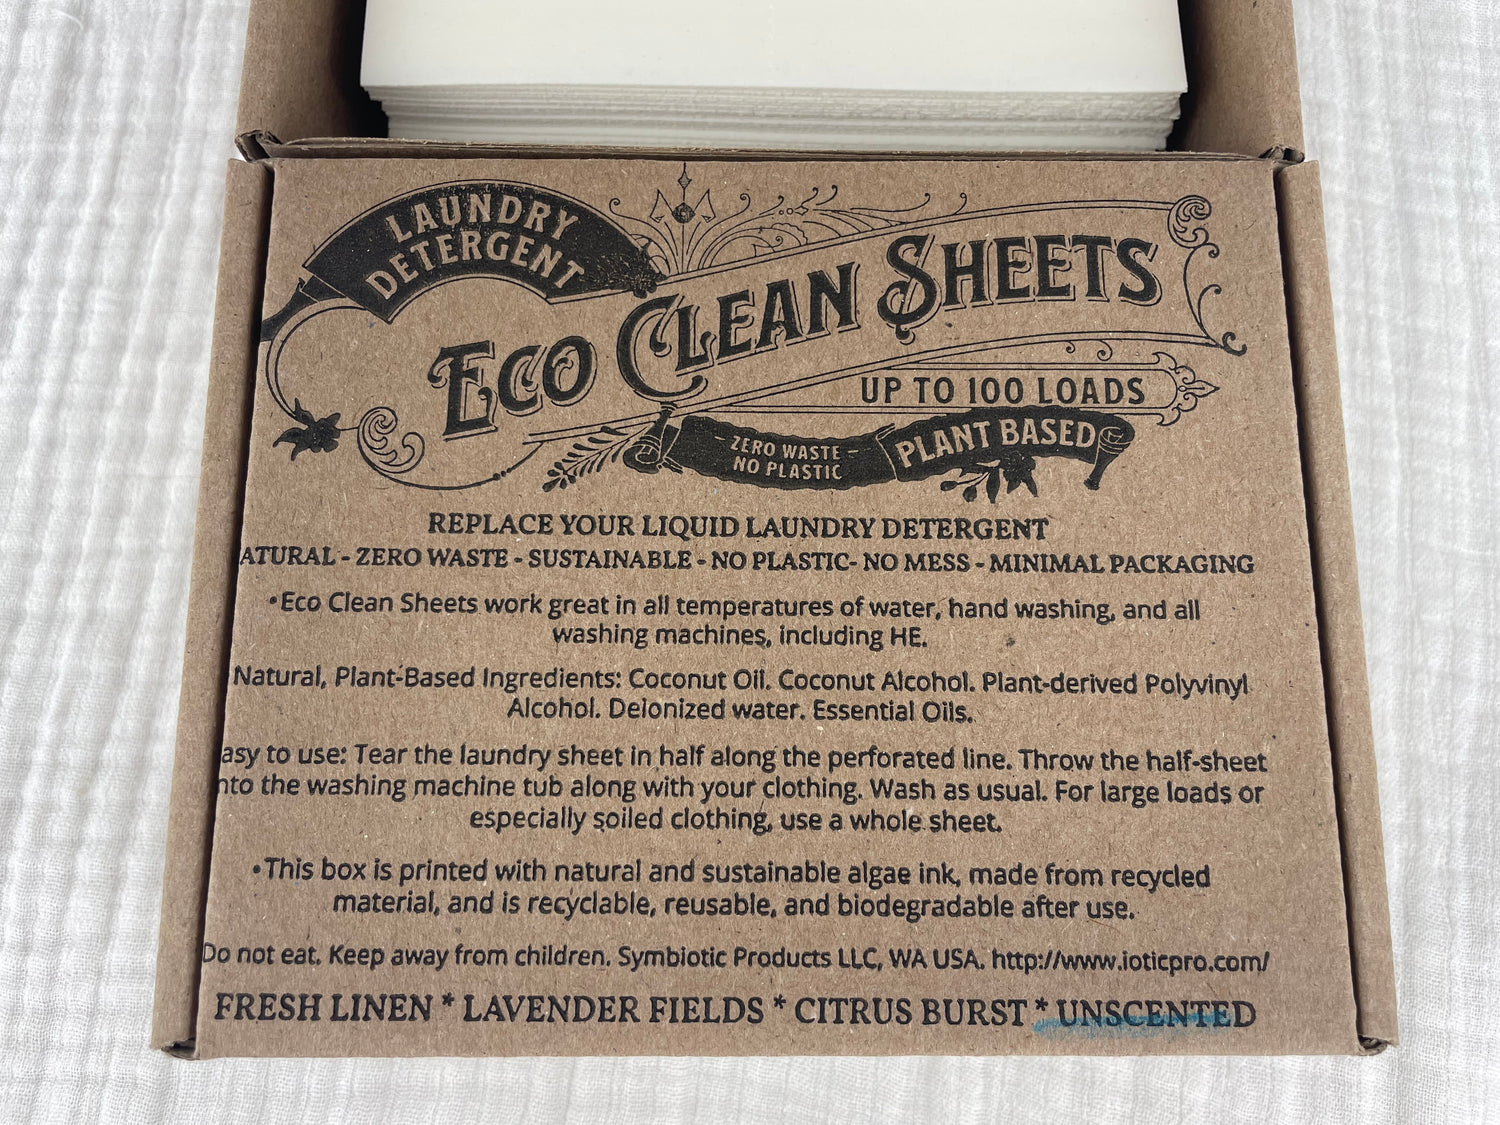 LAUNDRY
DETERGENT
ECO CLEAN SHEETS
UP TO 100 LOADS
- ZERO WASTE -
NO PLASTIC
PLANT BASED
REPLACE YOUR LIQUID LAUNDRY DETERGENT
ATURAL - ZERO WASTE - SUSTAINABLE - NO PLASTIC- NO MESS - MINIMAL PACKAGING
•Eco Clean Sheets work great in all temperatures of water, hand washing, and all
washing machines, including HE.
Natural, Plant-Based Ingredients: Coconut Oil. Coconut Alcohol. Plant-derived Polyvinyl
Alcohol. Deionized water. Essential Oils.
asy to use: Tear the laundry sheet in half along the perforated line. Throw the half-sheet
nto the washing machine tub along with your clothing. Wash as usual. For large loads or
especially soiled clothing, use a whole sheet.
•This box is printed with natural and sustainable algae ink, made from recycled
material, and is recyclable, reusable, and biodegradable after use.
Do not eat. Keep away from children. Symbiotic Products LLC, WA USA. http://www.ioticpro.com/
FRESH LINEN * LAVENDER FIELDS * CITRUS BURST * UNSCENTED